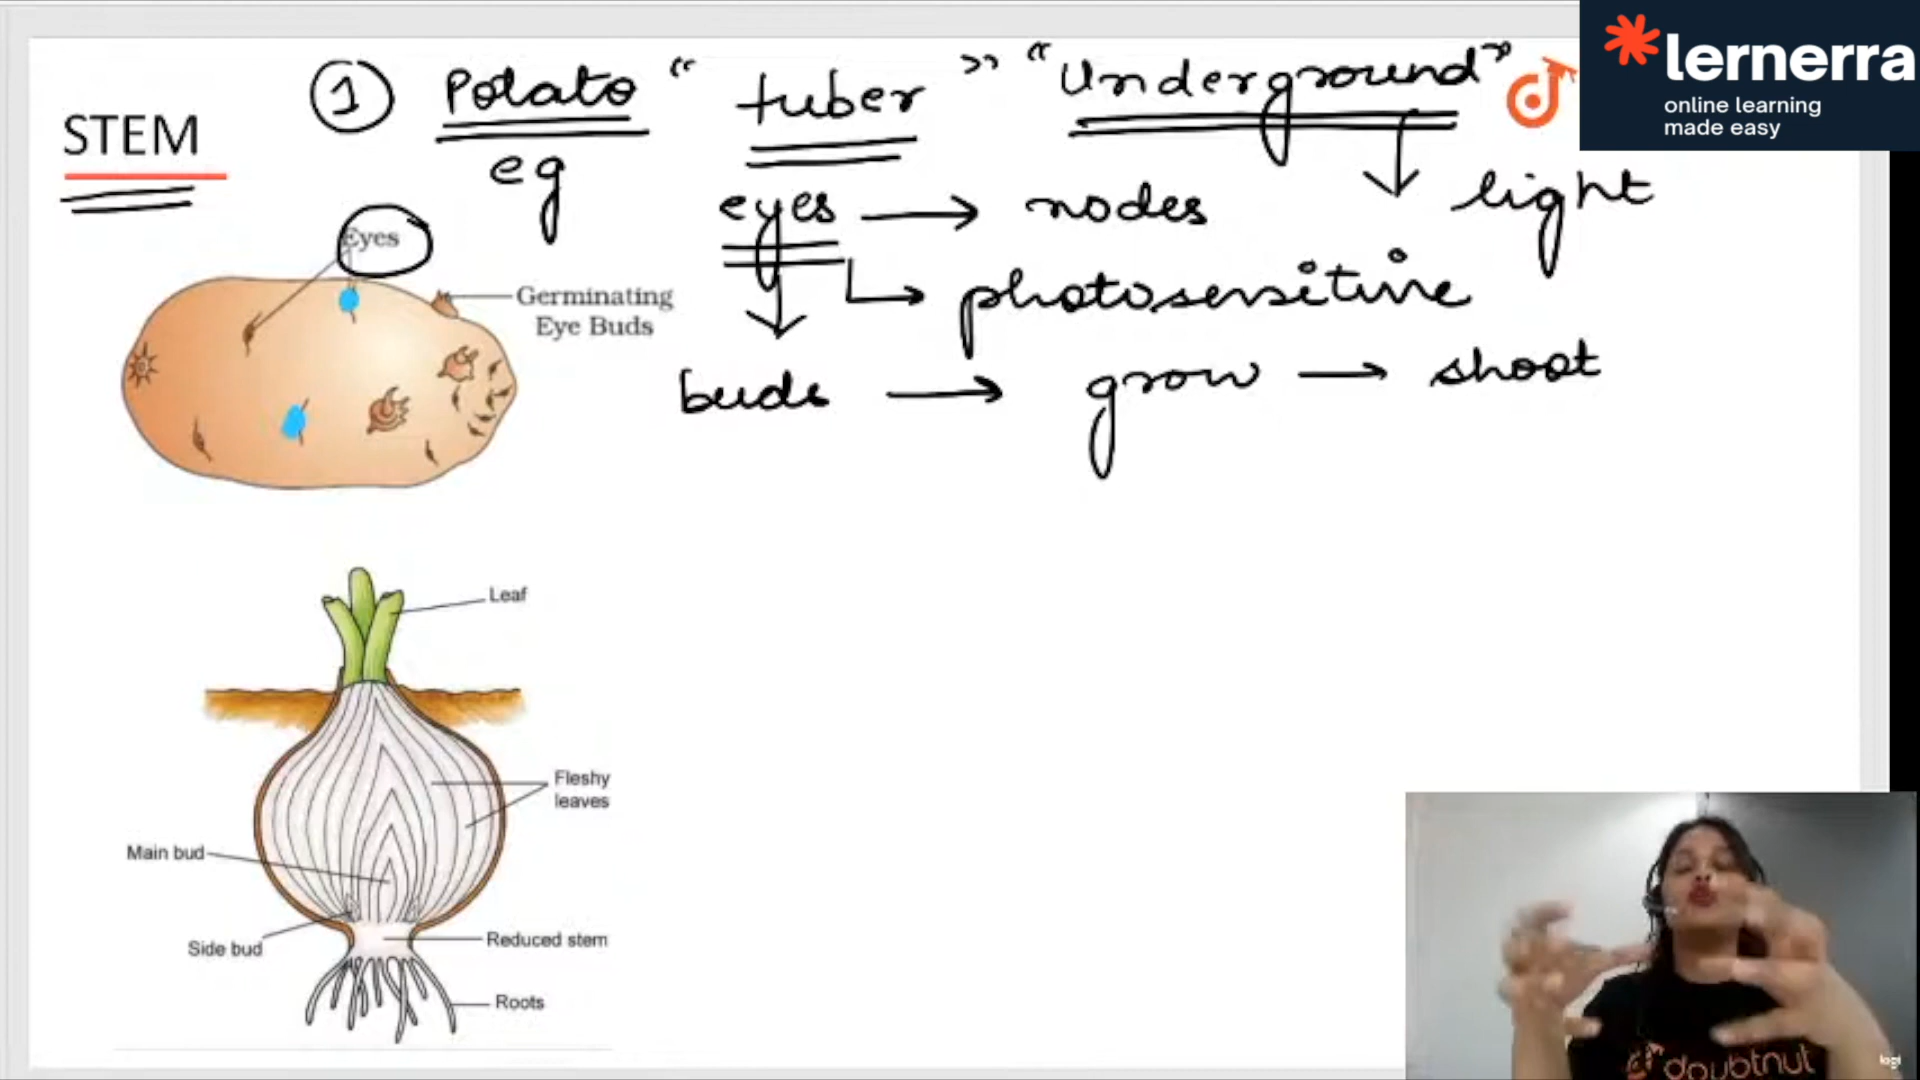 lernerra
online learning
made easy
STEM
① Potato "tuber" "Underground"
eg
eyes → nodes
light
photosensitive
buds → grow → shoot
Eyes
Germinating
Eye Buds
Leaf
Fleshy
leaves
Main bud
Side bud
Reduced stem
Roots
doubtnut
logi